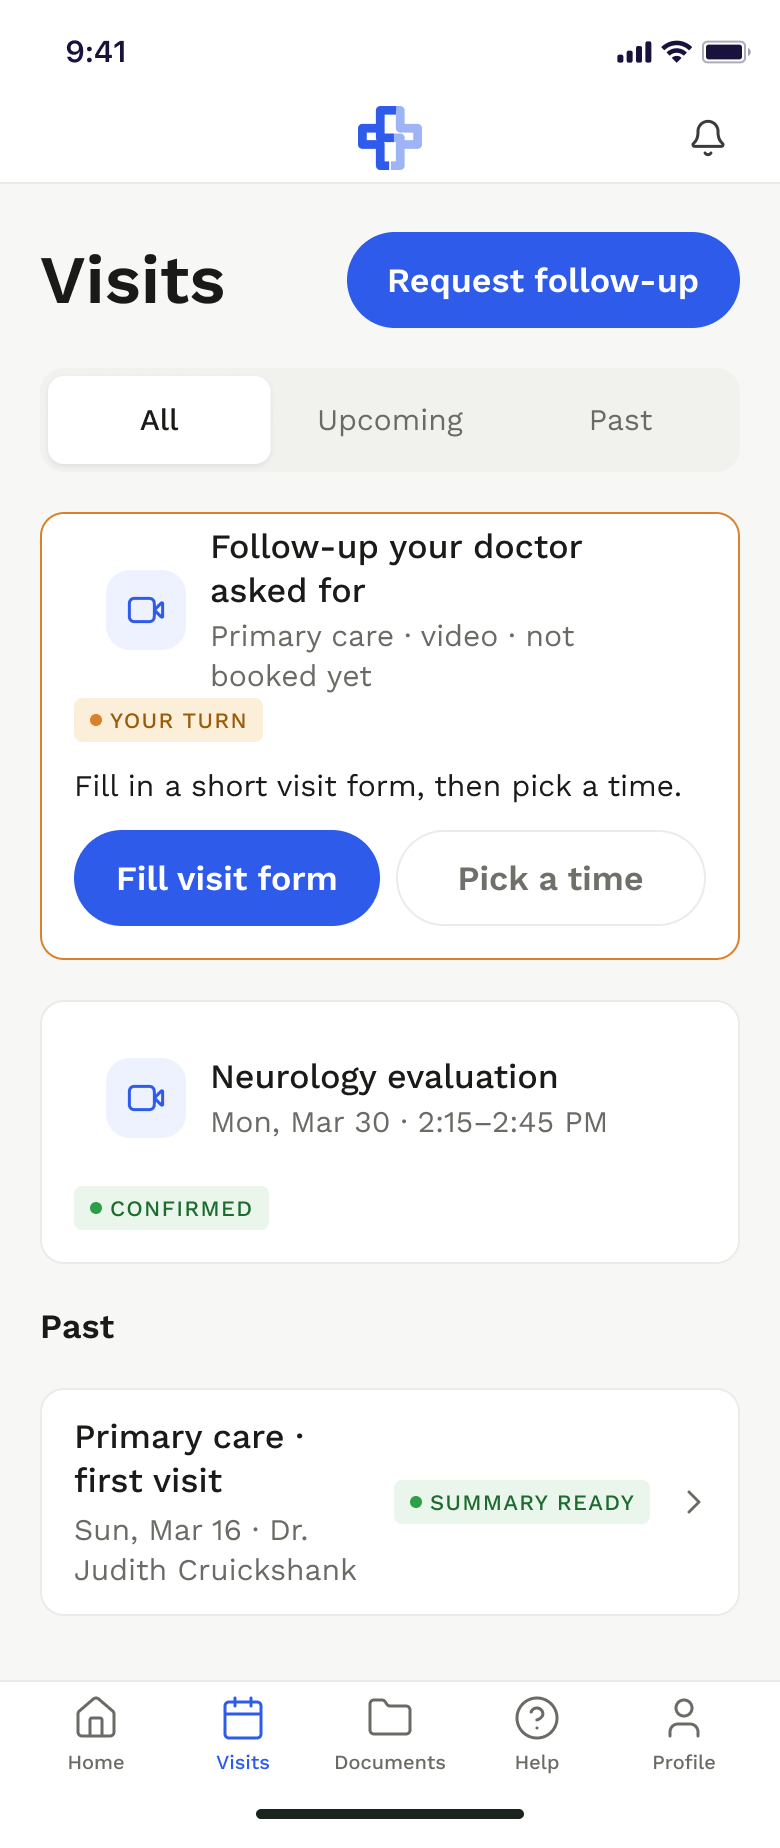 9:41
Visits
Request follow-up
All
Upcoming
Past
Follow-up your doctor
asked for
Primary care · video · not
booked yet
YOUR TURN
Fill in a short visit form, then pick a time.
Fill visit form
Pick a time
Neurology evaluation
Mon, Mar 30 · 2:15–2:45 PM
CONFIRMED
Past
Primary care ·
first visit
Sun, Mar 16 · Dr.
Judith Cruickshank
SUMMARY READY
Home
Visits
Documents
Help
Profile